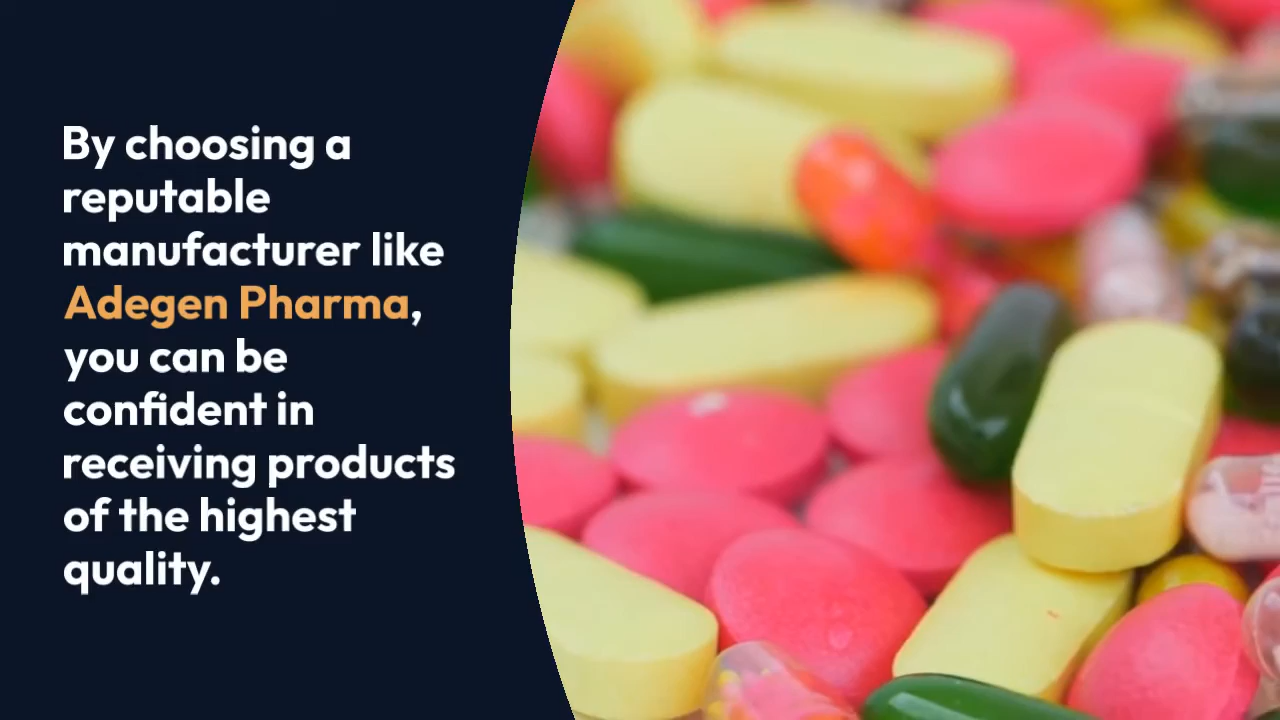 By choosing a
reputable
manufacturer like
Adegen Pharma,
you can be
confident in
receiving products
of the highest
quality.